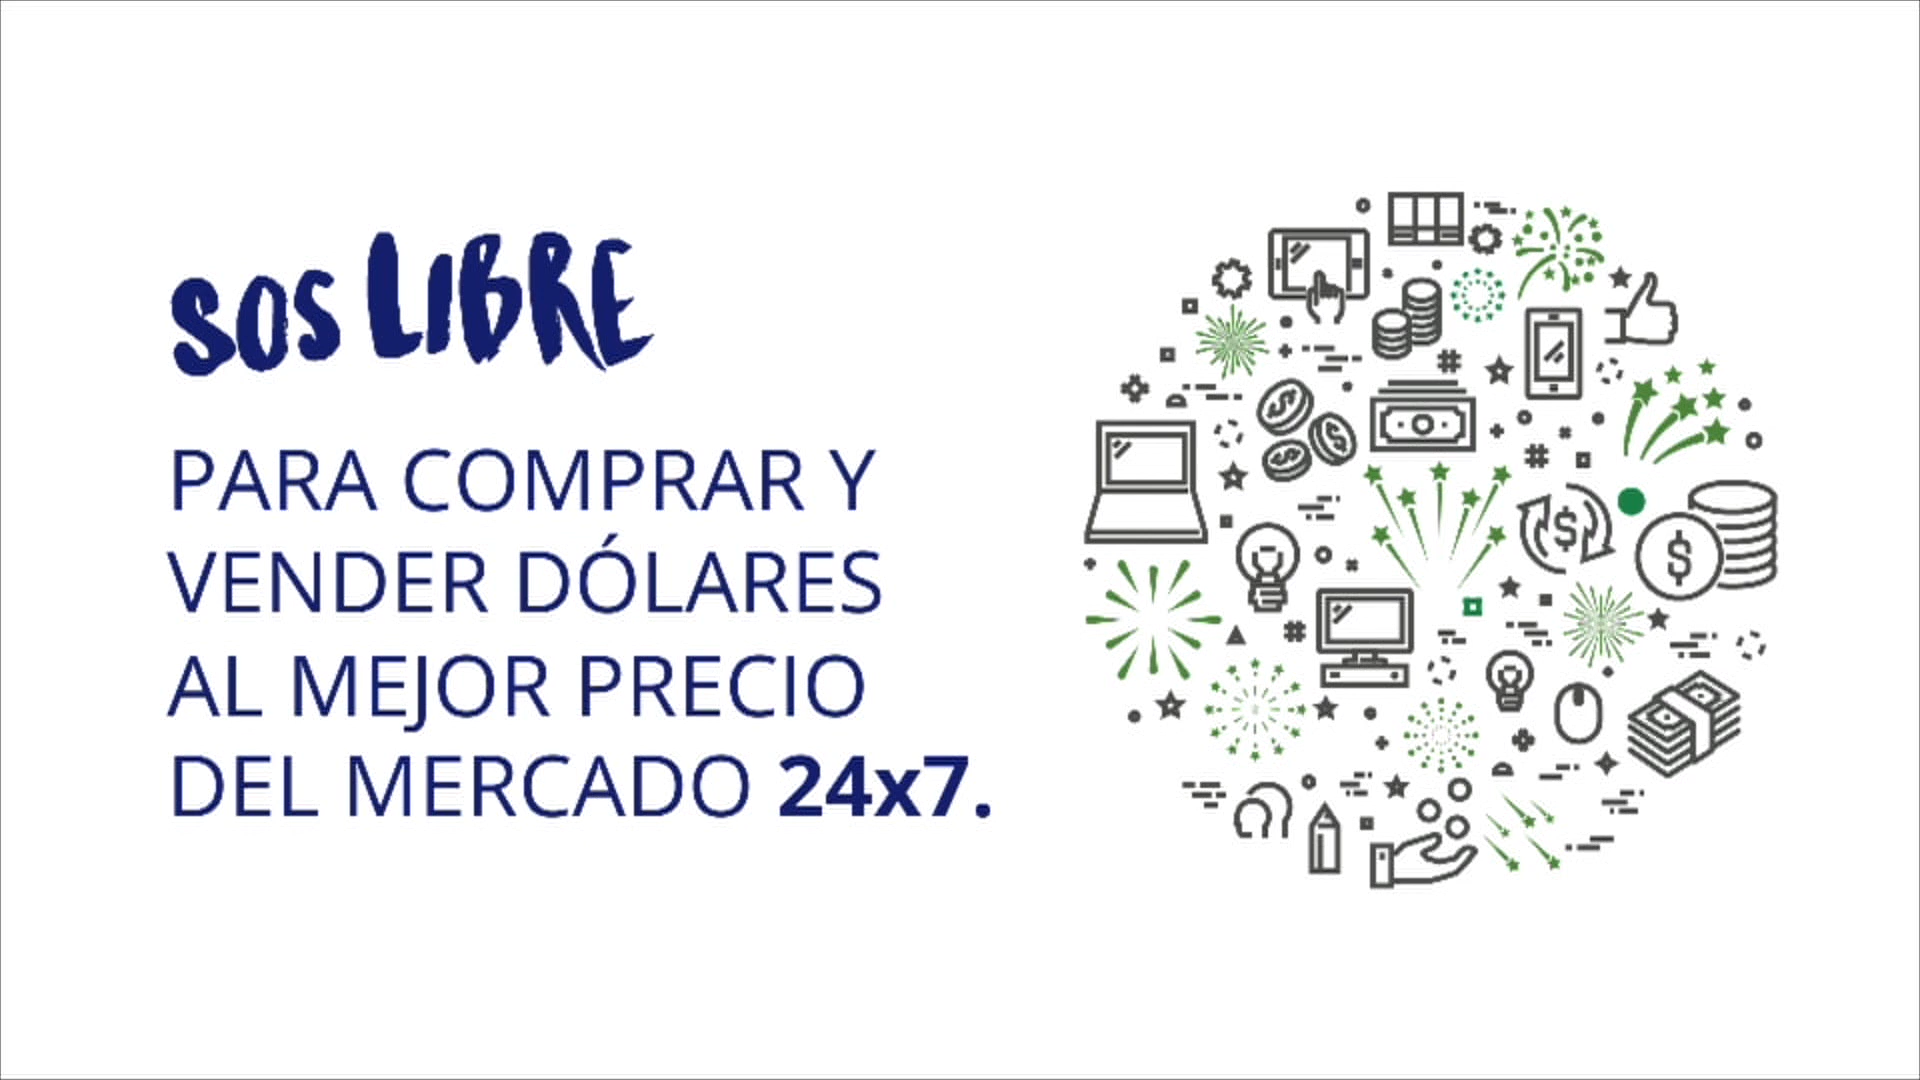 SOS LIBRE
PARA COMPRAR Y
VENDER DÓLARES
AL MEJOR PRECIO
DEL MERCADO 24x7.